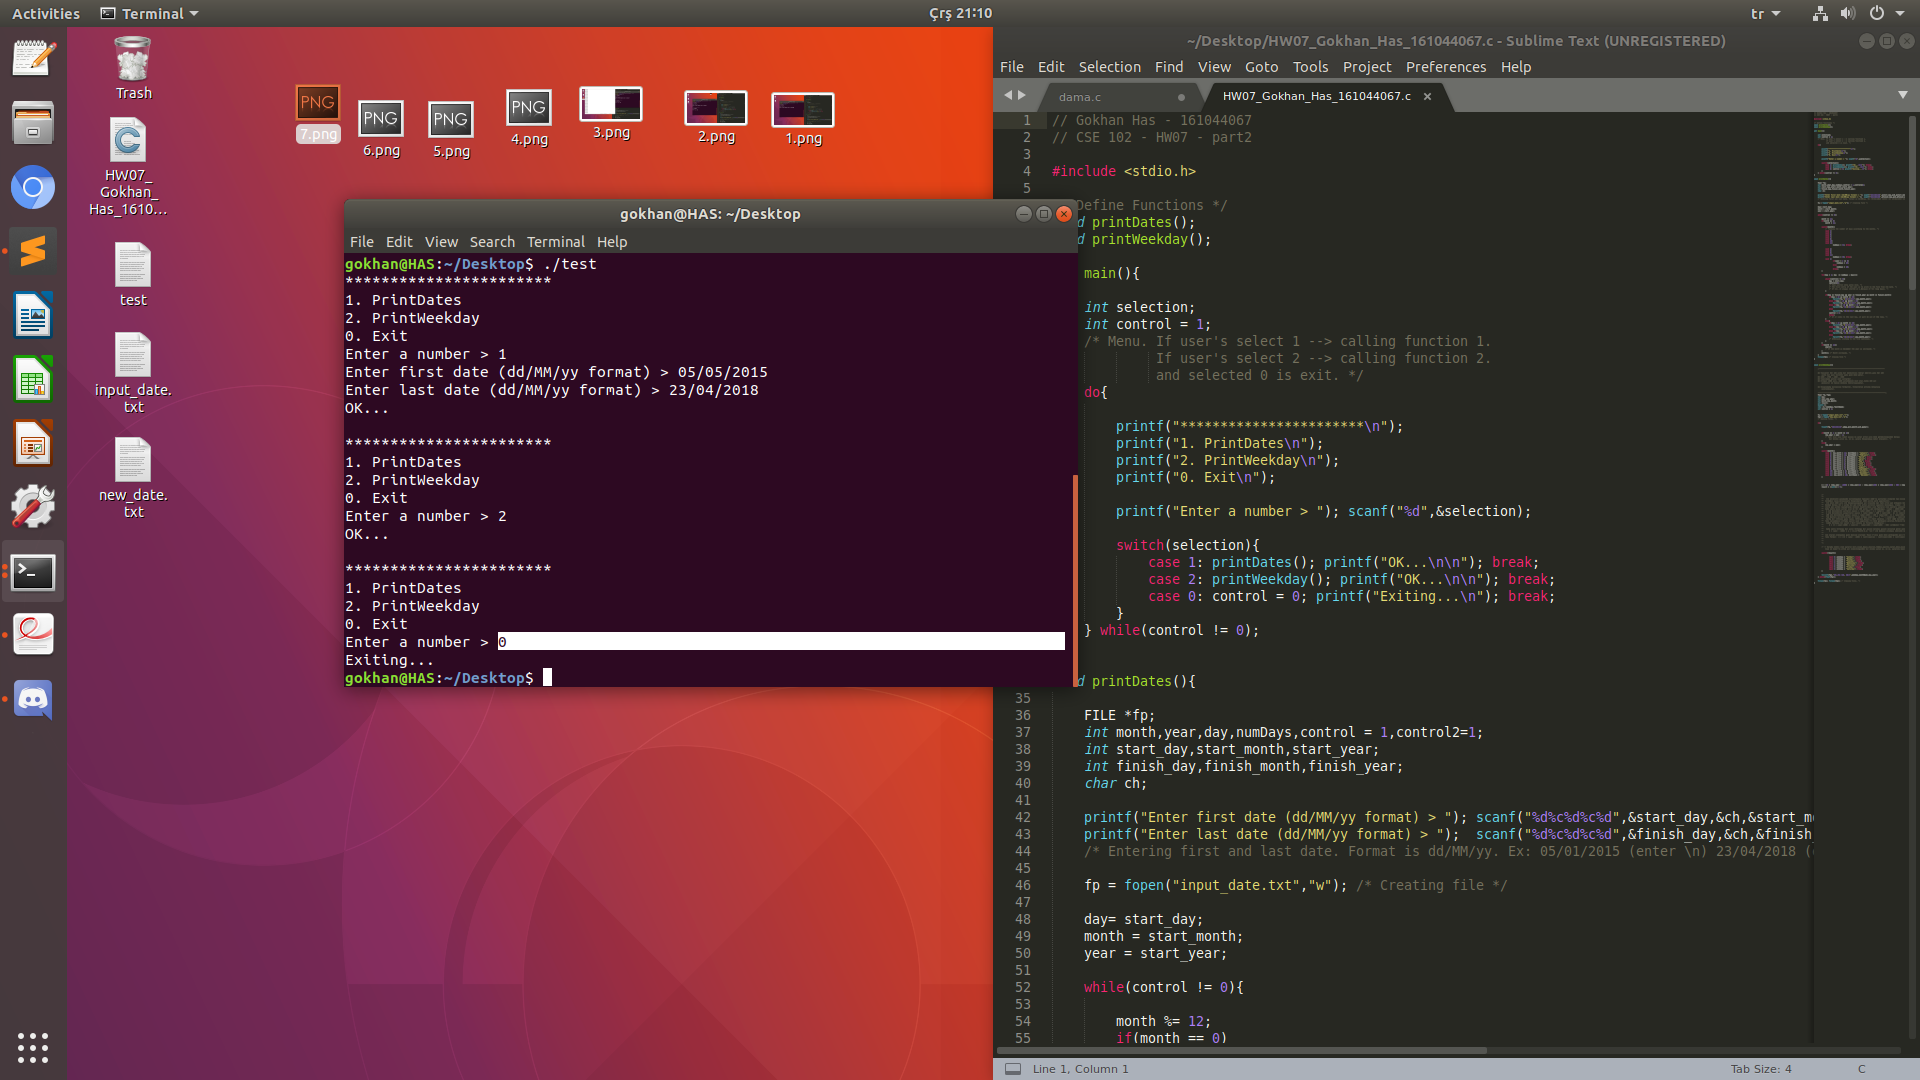 Activities
Terminal
Çrş 21:10
tr
Trash
HW07_
Gokhan_
Has_1610...
test
input_date.
txt
new_date.
txt
PNG
7.png
PNG
6.png
PNG
5.png
PNG
4.png
3.png
2.png
1.png
gokhan@HAS: ~/Desktop
File Edit View Search Terminal Help
gokhan@HAS:~/Desktop$ ./test
***********************
1. PrintDates
2. PrintWeekday
0. Exit
Enter a number > 1
Enter first date (dd/MM/yy format) > 05/05/2015
Enter last date (dd/MM/yy format) > 23/04/2018
OK...
***********************
1. PrintDates
2. PrintWeekday
0. Exit
Enter a number > 2
OK...
***********************
1. PrintDates
2. PrintWeekday
0. Exit
Enter a number > 0
Exiting...
gokhan@HAS:~/Desktop$
~/Desktop/HW07_Gokhan_Has_161044067.c - Sublime Text (UNREGISTERED)
File Edit Selection Find View Goto Tools Project Preferences Help
dama.c
HW07_Gokhan_Has_161044067.c
1 // Gokhan Has - 161044067
2 // CSE 102 - HW07 - part2
3
4 #include <stdio.h>
5
Define Functions */
d printDates();
d printWeekday();
main(){
int selection;
int control = 1;
/* Menu. If user's select 1 --> calling function 1.
If user's select 2 --> calling function 2.
and selected 0 is exit. */
do{
printf("***********************\n");
printf("1. PrintDates\n");
printf("2. PrintWeekday\n");
printf("0. Exit\n");
printf("Enter a number > "); scanf("%d",&selection);
switch(selection){
case 1: printDates(); printf("OK...\n\n"); break;
case 2: printWeekday(); printf("OK...\n\n"); break;
case 0: control = 0; printf("Exiting...\n"); break;
}
} while(control != 0);
d printDates(){
35
36 FILE *fp;
37 int month,year,day,numDays,control = 1,control2=1;
38 int start_day,start_month,start_year;
39 int finish_day,finish_month,finish_year;
40 char ch;
41
42 printf("Enter first date (dd/MM/yy format) > "); scanf("%d%c%d%c%d",&start_day,&ch,&start_m
43 printf("Enter last date (dd/MM/yy format) > "); scanf("%d%c%d%c%d",&finish_day,&ch,&finish_
44 /* Entering first and last date. Format is dd/MM/yy. Ex: 05/01/2015 (enter \n) 23/04/2018 (
45
46 fp = fopen("input_date.txt","w"); /* Creating file */
47
48 day= start_day;
49 month = start_month;
50 year = start_year;
51
52 while(control != 0){
53
54 month %= 12;
55 if(month == 0)
Line 1, Column 1
Tab Size: 4
C